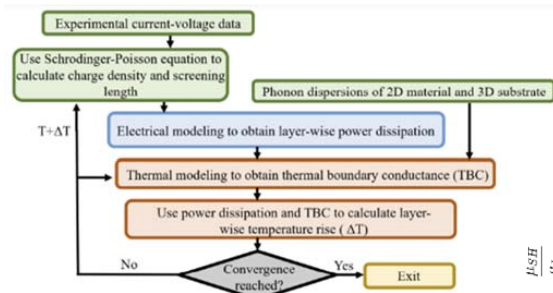 Experimental current-voltage data
Use Schrodinger-Poisson equation to
calculate charge density and screening
length
Phonon dispersions of 2D material and 3D substrate
T+ΔT
Electrical modeling to obtain layer-wise power dissipation
Thermal modeling to obtain thermal boundary conductance (TBC)
Use power dissipation and TBC to calculate layer-
wise temperature rise ( ΔT)
No
Convergence
reached?
Yes
Exit
μSH